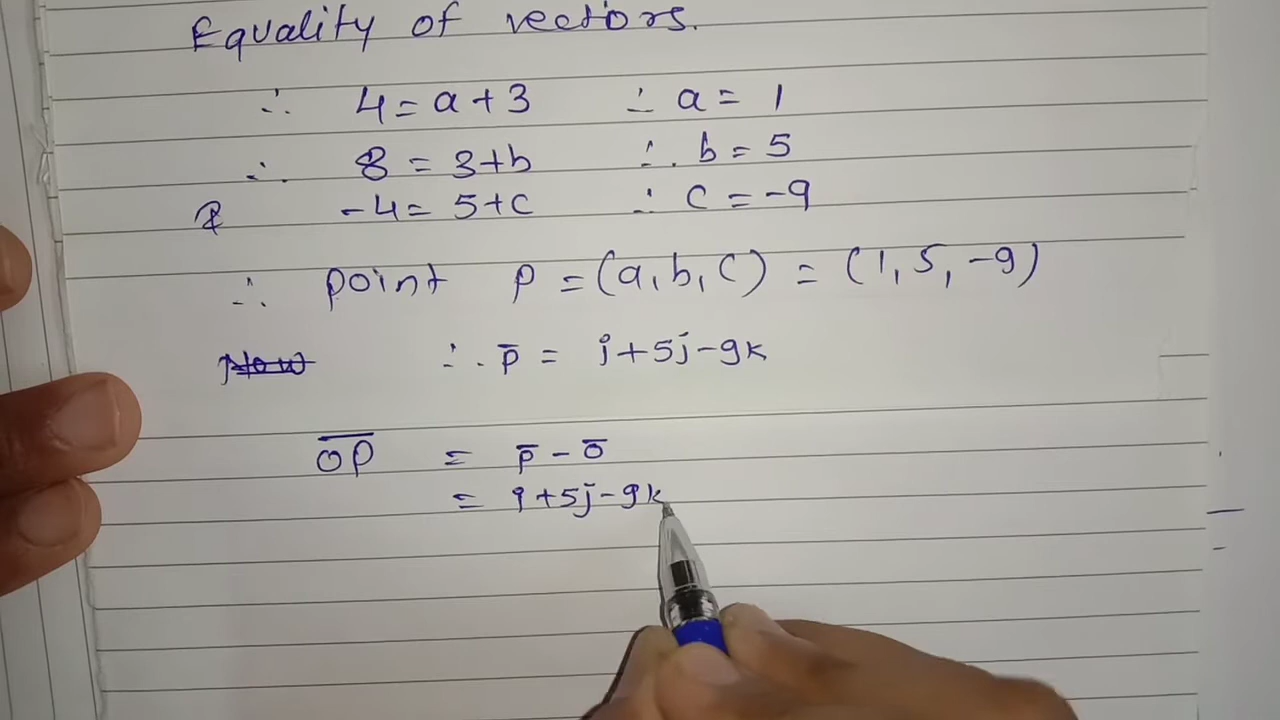 Equality of vectors.
∴ 4 = a + 3 ∴ a = 1
∴ 8 = 3 + b ∴ b = 5
& -4 = 5 + c ∴ c = -9
∴ point P = (a, b, c) = (1, 5, -9)
Now ∴ p̄ = i + 5j - 9k
O̅P̅ = p̄ - ō
= i + 5j - 9k